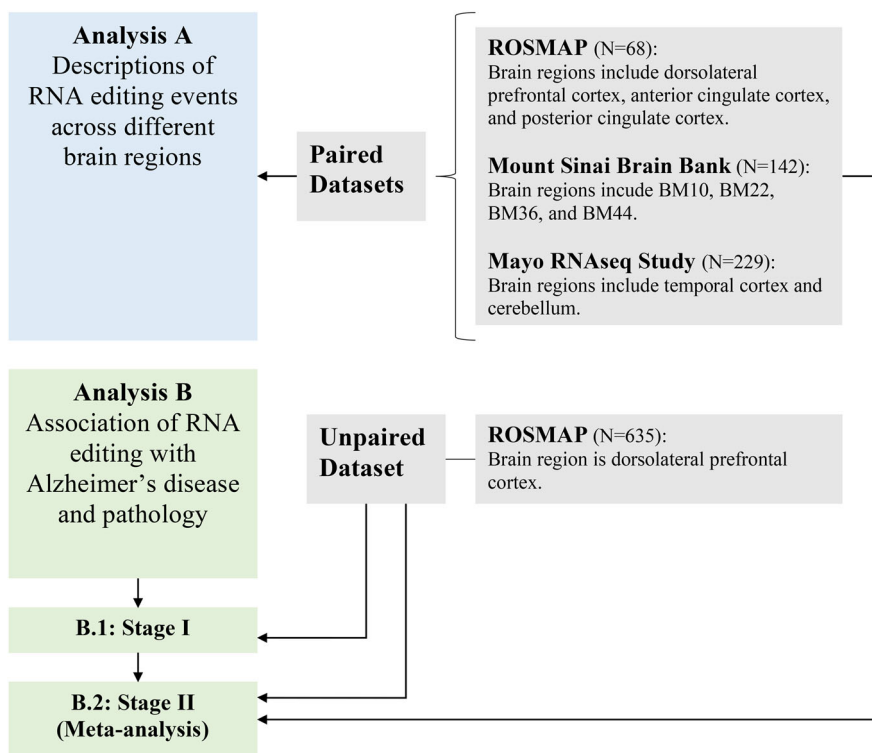 Analysis A
Descriptions of
RNA editing events
across different
brain regions
Paired
Datasets
ROSMAP (N=68):
Brain regions include dorsolateral
prefrontal cortex, anterior cingulate cortex,
and posterior cingulate cortex.
Mount Sinai Brain Bank (N=142):
Brain regions incude BM10, BM22,
BM36, and BM44.
Mayo RNAseq Study (N=229):
Brain regions include temporal cortex and
cerebellum.
Analysis B
Association of RNA
editing with
Alzheimer’s disease
and pathology
Unpaired
Dataset
ROSMAP (N=635):
Brain region is dorsolateral prefrontal
cortex.
B.1: Stage I
B.2: Stage II
(Meta-analysis)